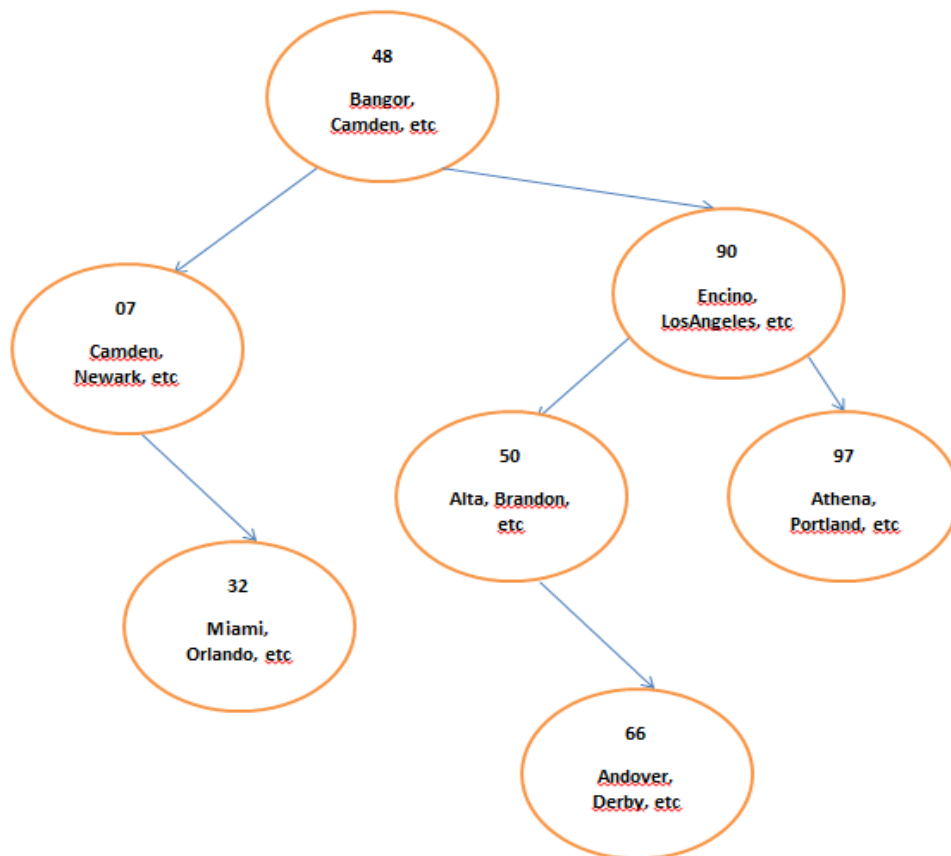 48
Bangor,
Camden, etc
90
Encino,
LosAngeles, etc
07
Camden,
Newark, etc
50
Alta, Brandon,
etc
97
Athena,
Portland, etc
32
Miami,
Orlando, etc
66
Andover,
Derby, etc